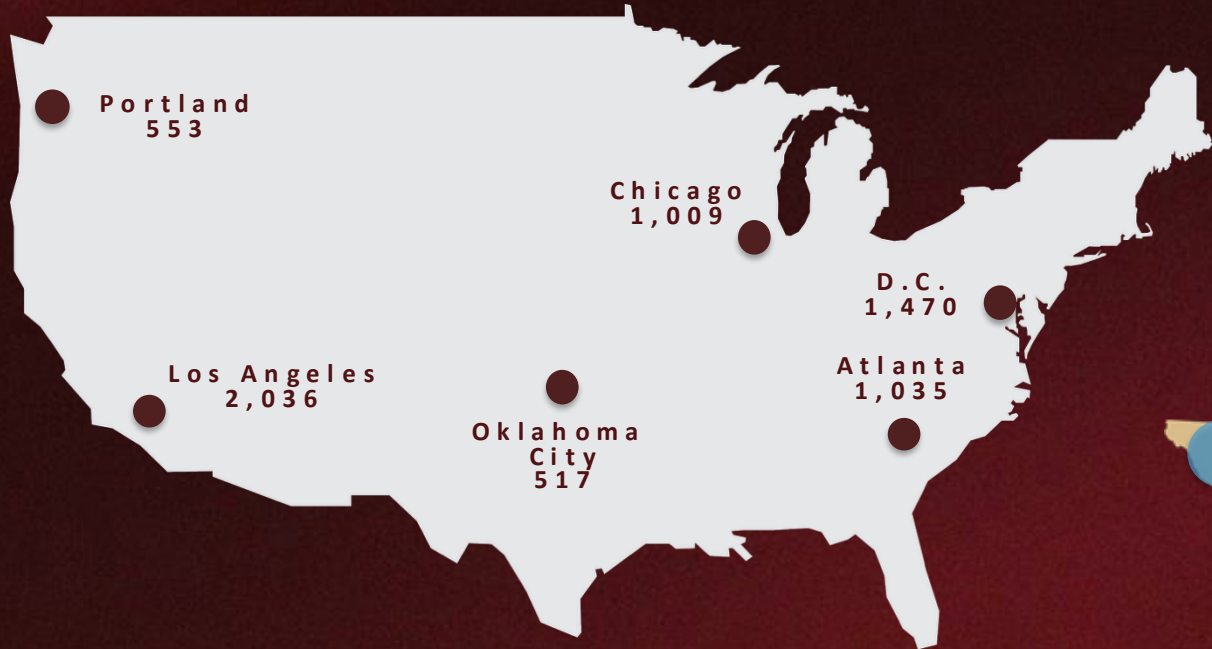 Portland
553
Chicago
1,009
D.C.
1,470
Atlanta
1,035
Los Angeles
2,036
Oklahoma
City
517